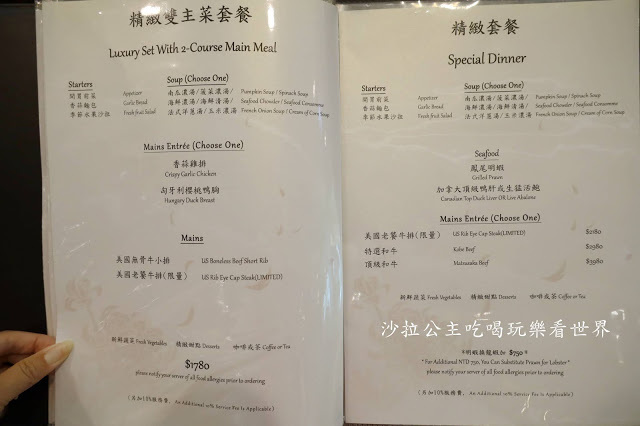 精緻雙主菜套餐
Luxury Set With 2-Course Main Meal
Starters
開胃前菜 Appetizer
香蒜麵包 Garlic Bread
季節水果沙拉 Fresh fruit Salad
Soup (Choose One)
南瓜濃湯/菠菜濃湯/ Pumpkin Soup / Spinach Soup
海鮮濃湯/海鮮清湯/ Seafood Chowder / Seafood Consomme
法式洋蔥湯/玉米濃湯 French Onion Soup / Cream of Corn Soup
Mains Entrée (Choose One)
香蒜雞排
Crispy Garlic Chicken
匈牙利櫻桃鴨胸
Hungary Duck Breast
Mains
美國無骨牛小排 US Boneless Beef Short Rib
美國老饕牛排(限量) US Rib Eye Cap Steak(LIMITED)
新鮮蔬菜 Fresh Vegetables 精緻甜點 Desserts 咖啡或茶 Coffee or Tea
$1780
please notify your server of all food allergies prior to ordering
(另加10%服務費, An Additional 10% Service Fee Is Applicable)
精緻套餐
Special Dinner
Starters
開胃前菜 Appetizer
香蒜麵包 Garlic Bread
季節水果沙拉 Fresh fruit Salad
Soup (Choose One)
南瓜濃湯/菠菜濃湯/ Pumpkin Soup / Spinach Soup
海鮮濃湯/海鮮清湯/ Seafood Chowder / Seafood Consomme
法式洋蔥湯/玉米濃湯 French Onion Soup / Cream of Corn Soup
Seafood
鳳尾明蝦
Grilled Prawn
加拿大頂級鴨肝或生猛活鮑
Canadian Top Duck Liver OR Live Abalone
Mains Entrée (Choose One)
美國老饕牛排(限量) US Rib Eye Cap Steak(LIMITED) $2180
特選和牛 Kobe Beef $2980
頂級和牛 Matsusaka Beef $3980
新鮮蔬菜 Fresh Vegetables 精緻甜點 Desserts 咖啡或茶 Coffee or Tea
沙拉公主吃喝玩樂看世界
*明蝦換龍蝦加 $750 *
* For Additional NTD 750, You Can Substitute Prawn for Lobster *
please notify your server of all food allergies prior to ordering
(另加10%服務費, An Additional 10% Service Fee Is Applicable)